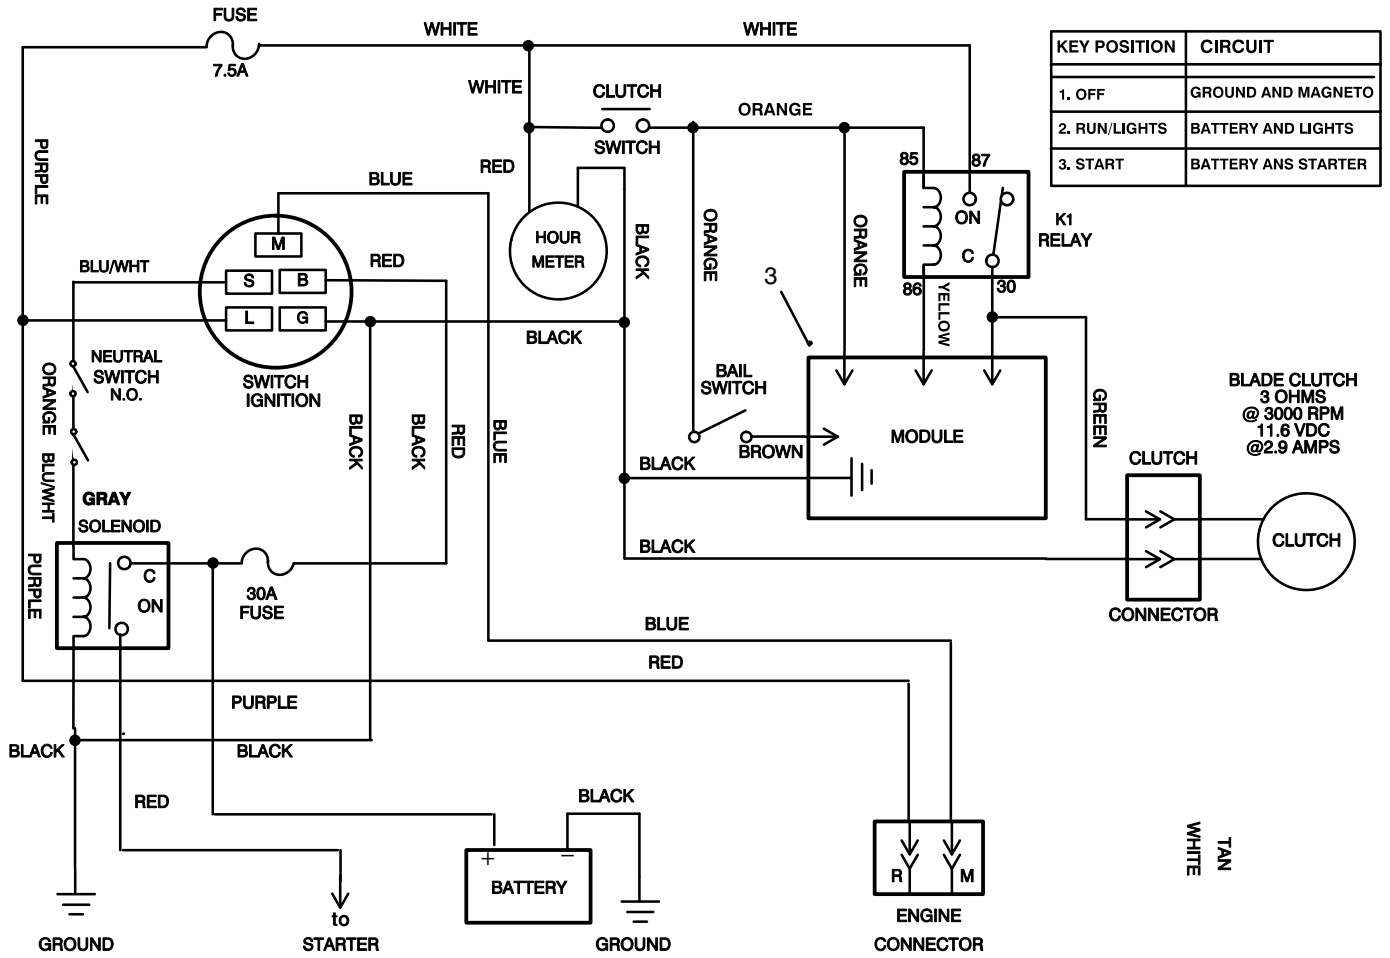 FUSE
7.5A
WHITE
WHITE
WHITE
KEY POSITION CIRCUIT
1. OFF GROUND AND MAGNETO
2. RUN/LIGHTS BATTERY AND LIGHTS
3. START BATTERY ANS STARTER
CLUTCH
SWITCH
ORANGE
PURPLE
RED
85
87
BLUE
ON
C
K1
RELAY
86
30
HOUR
METER
BLACK
ORANGE
ORANGE
YELLOW
M
BLU/WHT
RED
S
B
L
G
3
BLACK
SWITCH
IGNITION
NEUTRAL
SWITCH
N.O.
ORANGE
BLU/WHT
BLACK
BLACK
RED
BLUE
BAIL
SWITCH
BROWN
MODULE
GREEN
BLADE CLUTCH
3 OHMS
@ 3000 RPM
11.6 VDC
@2.9 AMPS
BLACK
CLUTCH
CONNECTOR
CLUTCH
GRAY
SOLENOID
C
ON
PURPLE
30A
FUSE
BLACK
BLUE
RED
PURPLE
BLACK
BLACK
RED
BLACK
+
−
BATTERY
to
STARTER
GROUND
GROUND
R
M
ENGINE
CONNECTOR
TAN
WHITE